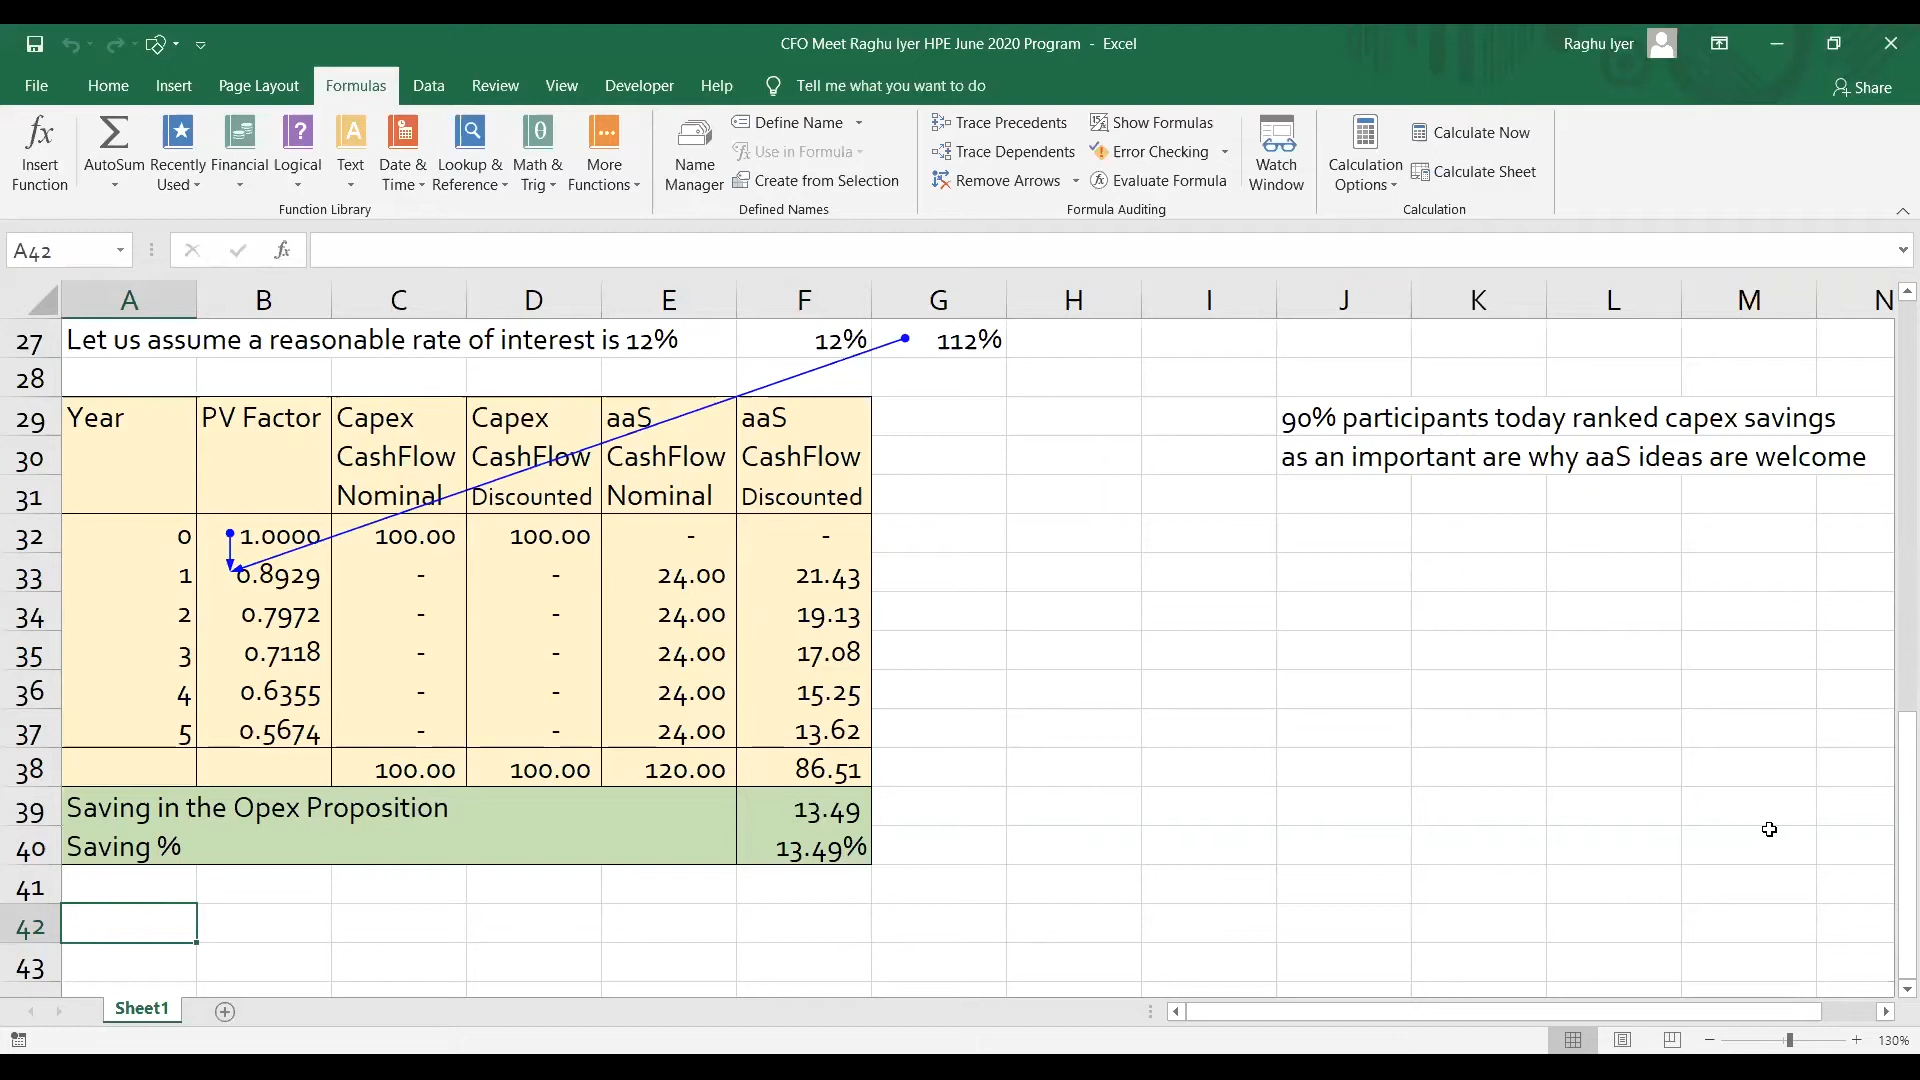 CFO Meet Raghu Iyer HPE June 2020 Program - Excel
Raghu Iyer
File Home Insert Page Layout Formulas Data Review View Developer Help Tell me what you want to do
Share
Insert Function
AutoSum
Recently Used
Financial
Logical
Text
Date & Time
Lookup & Reference
Math & Trig
More Functions
Function Library
Name Manager
Define Name
Use in Formula
Create from Selection
Defined Names
Trace Precedents
Trace Dependents
Remove Arrows
Show Formulas
Error Checking
Evaluate Formula
Formula Auditing
Watch Window
Calculation Options
Calculate Now
Calculate Sheet
Calculation
A42
fx
A B C D E F G H I J K L M N
27 Let us assume a reasonable rate of interest is 12% 12% 112%
28
29 Year PV Factor Capex Capex aaS aaS 90% participants today ranked capex savings
30 CashFlow CashFlow CashFlow CashFlow as an important are why aaS ideas are welcome
31 Nominal Discounted Nominal Discounted
32 0 1.0000 100.00 100.00 - -
33 1 0.8929 - - 24.00 21.43
34 2 0.7972 - - 24.00 19.13
35 3 0.7118 - - 24.00 17.08
36 4 0.6355 - - 24.00 15.25
37 5 0.5674 - - 24.00 13.62
38 100.00 100.00 120.00 86.51
39 Saving in the Opex Proposition 13.49
40 Saving % 13.49%
41
42
43
Sheet1
130%